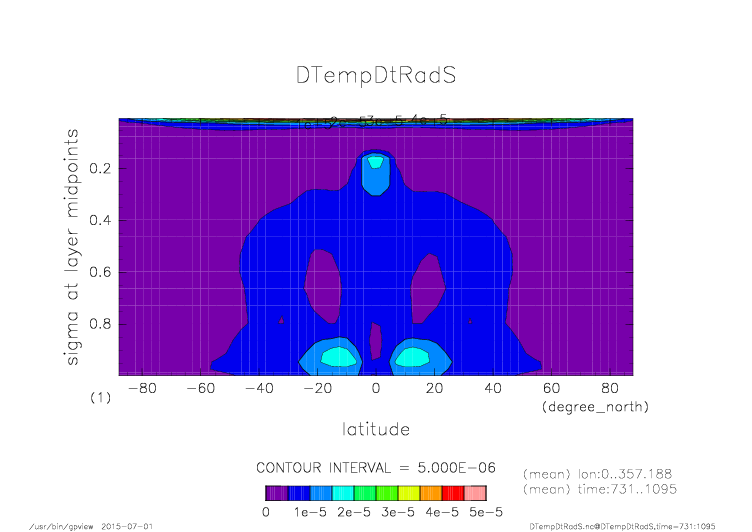 DTempDtRadS
sigma at layer midpoints
0.2
0.4
0.6
0.8
-80 -60 -40 -20 0 20 40 60 80
(1)
(degree_north)
latitude
CONTOUR INTERVAL = 5.000E-06
0 1e-5 2e-5 3e-5 4e-5 5e-5
(mean) lon:0..357.188
(mean) time:731..1095
/usr/bin/gpview 2015-07-01
DTempDtRadS.nc@DTempDtRadS,time=731:1095